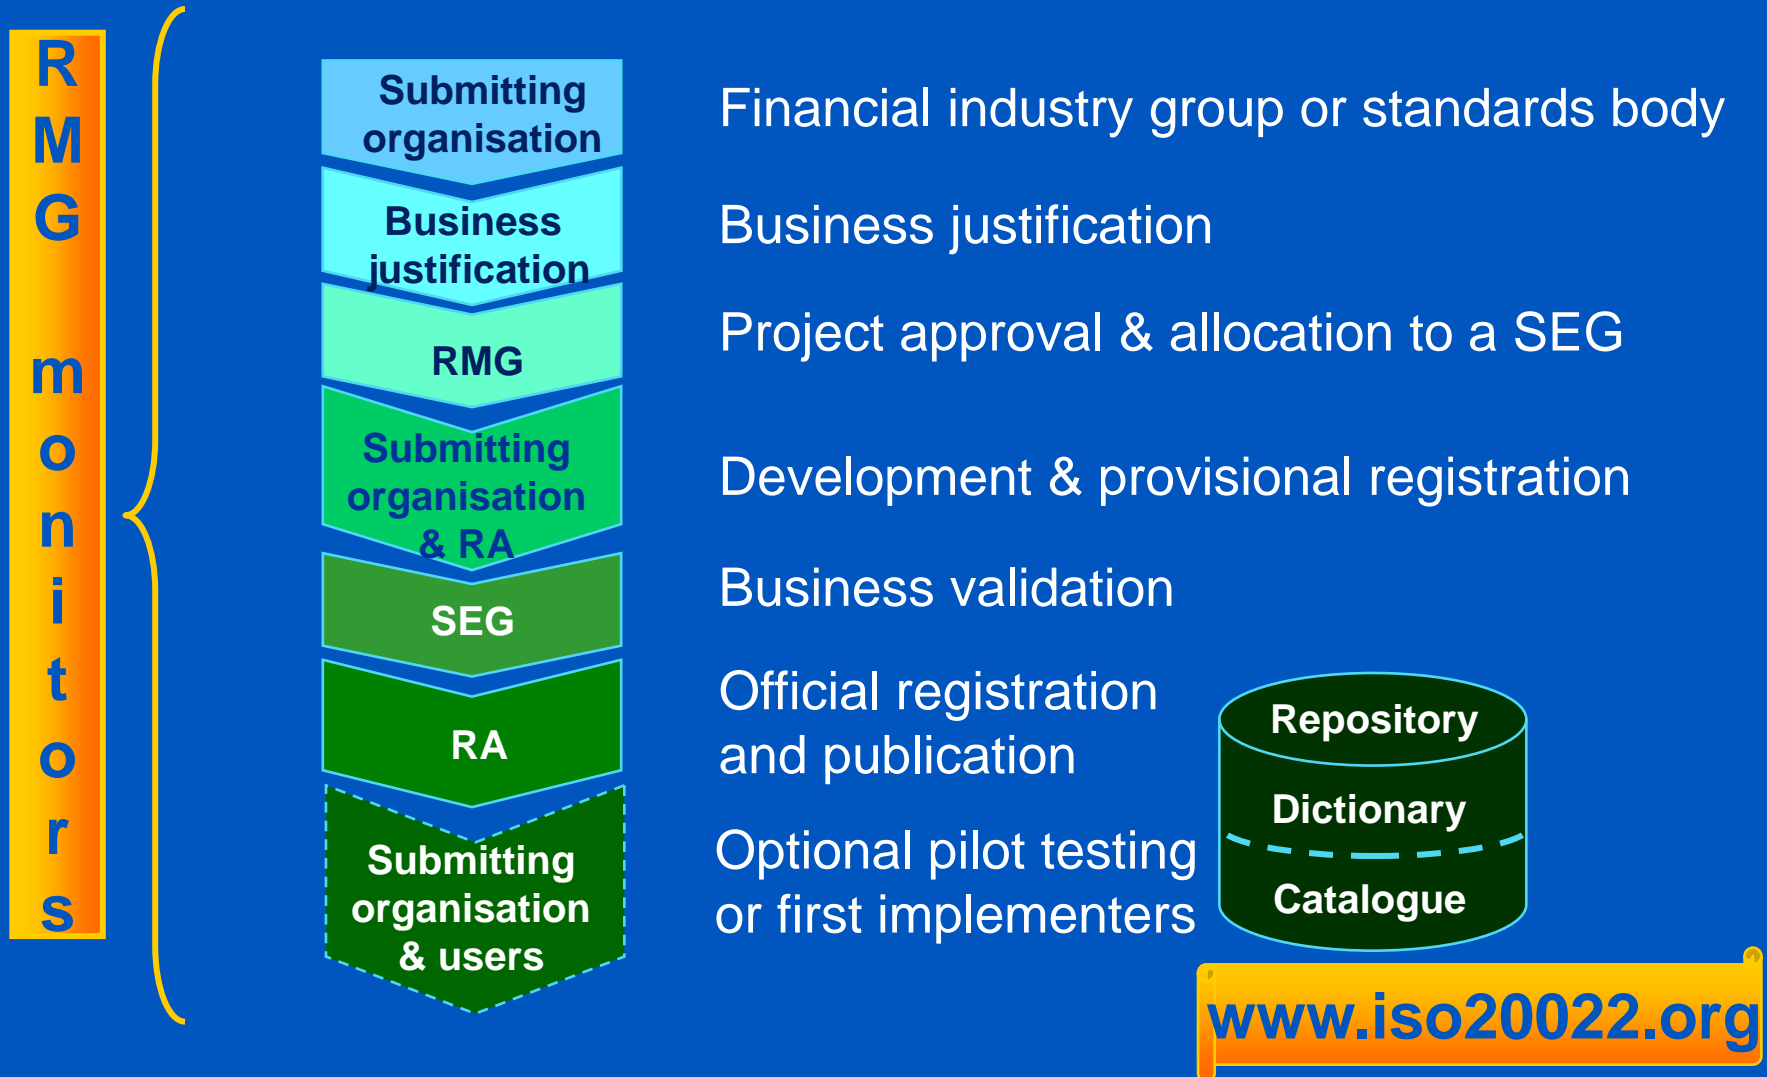 RMG monitors
Submitting
organisation
Financial industry group or standards body
Business
justification
Business justification
RMG
Project approval & allocation to a SEG
Submitting
organisation
& RA
Development & provisional registration
SEG
Business validation
RA
Official registration
and publication
Submitting
organisation
& users
Optional pilot testing
or first implementers
Repository
Dictionary
Catalogue
www.iso20022.org